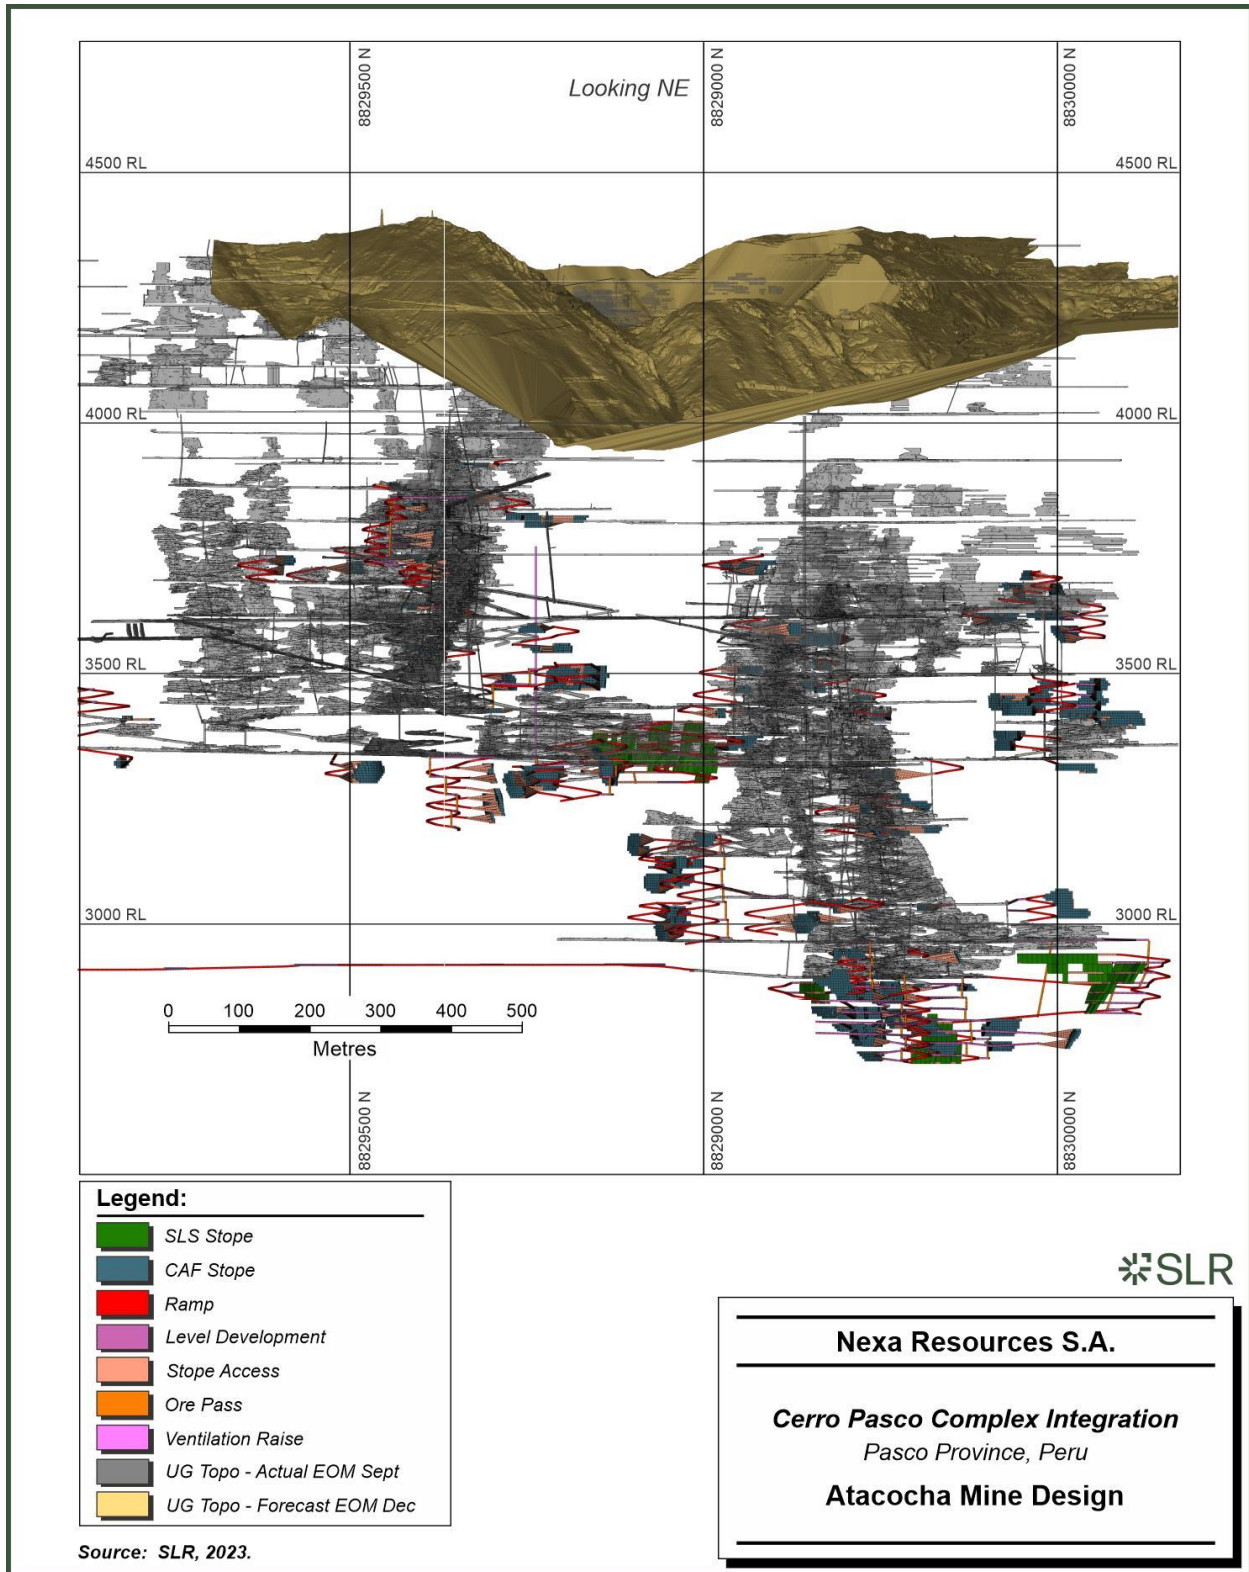 8829500 N
Looking NE
8829000 N
8830000 N
4500 RL
4500 RL
4000 RL
4000 RL
3500 RL
3500 RL
3000 RL
3000 RL
0 100 200 300 400 500
Metres
8829500 N
8829000 N
8830000 N
Legend:
SLS Stope
CAF Stope
Ramp
Level Development
Stope Access
Ore Pass
Ventilation Raise
UG Topo - Actual EOM Sept
UG Topo - Forecast EOM Dec
Source: SLR, 2023.
SLR
Nexa Resources S.A.
Cerro Pasco Complex Integration
Pasco Province, Peru
Atacocha Mine Design